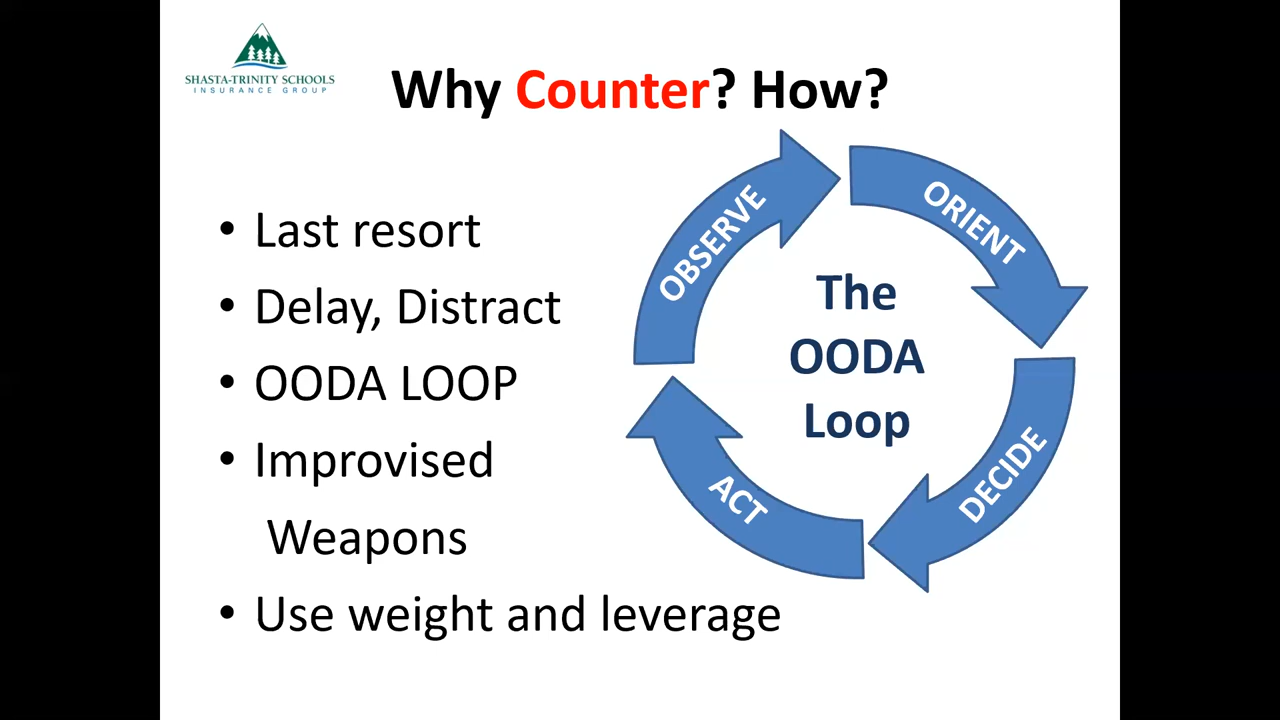 SHASTA-TRINITY SCHOOLS
INSURANCE GROUP
Why Counter? How?
• Last resort
• Delay, Distract
• OODA LOOP
• Improvised
Weapons
• Use weight and leverage
OBSERVE
ORIENT
DECIDE
ACT
The
OODA
Loop